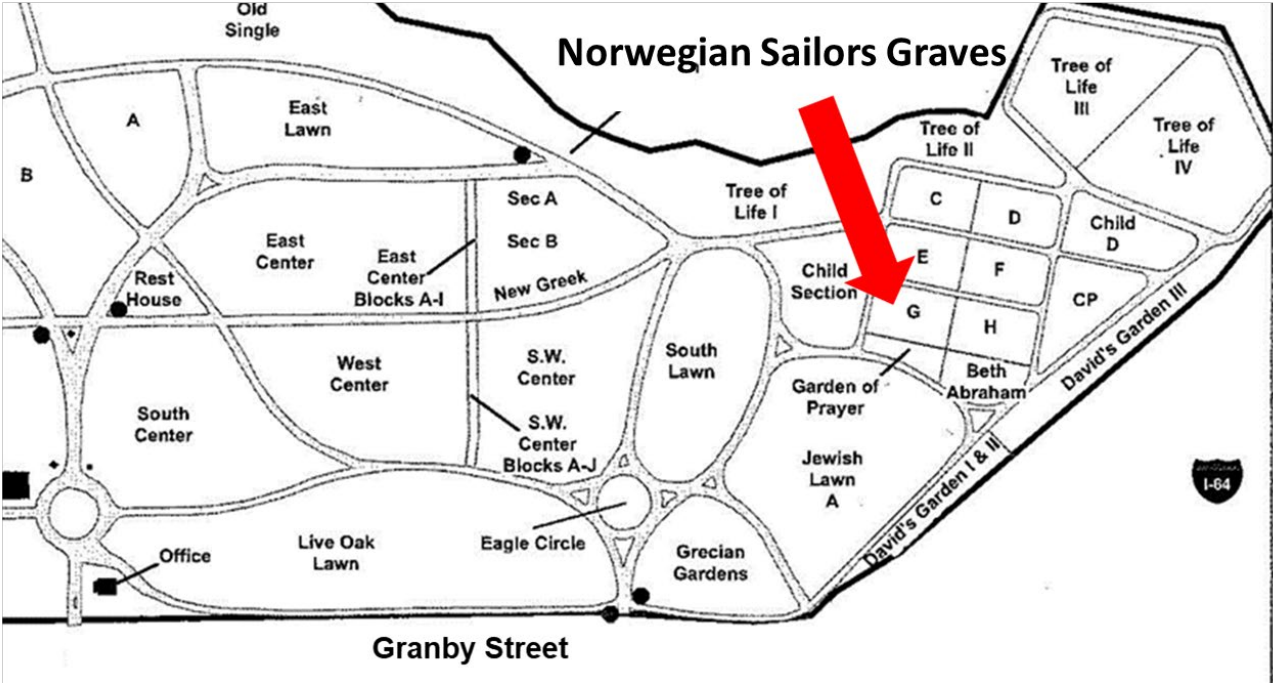 Old
Single
Norwegian Sailors Graves
A
East
Lawn
B
Tree of
Life
III
Tree of
Life
IV
Tree of
Life II
Tree of
Life I
C
D
Child
D
Sec A
Sec B
New Greek
East
Center
East
Center
Blocks A-I
Rest
House
Child
Section
E
F
G
H
CP
David's Garden III
West
Center
S.W.
Center
South
Lawn
Garden of
Prayer
Beth
Abraham
South
Center
S.W.
Center
Blocks A-J
Jewish
Lawn
A
David's Garden I & II
I-64
Office
Live Oak
Lawn
Eagle Circle
Grecian
Gardens
Granby Street